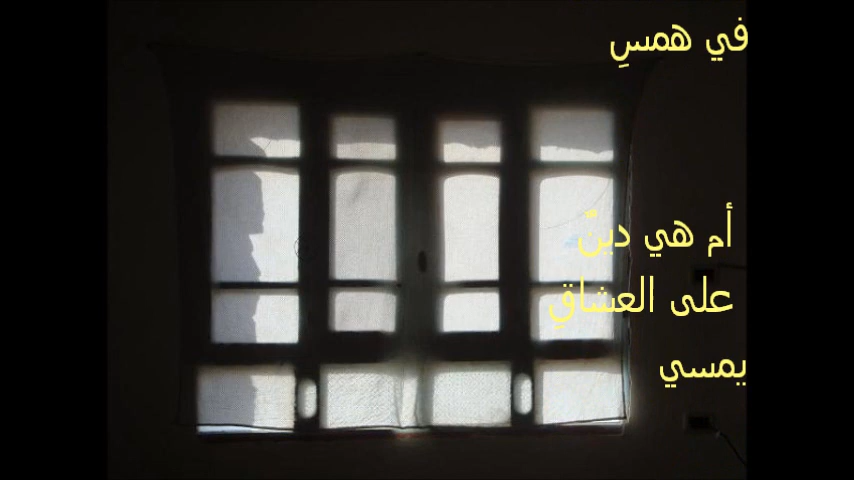 في همسِ
أم هي دينّ
على العشاقِ
يمسي